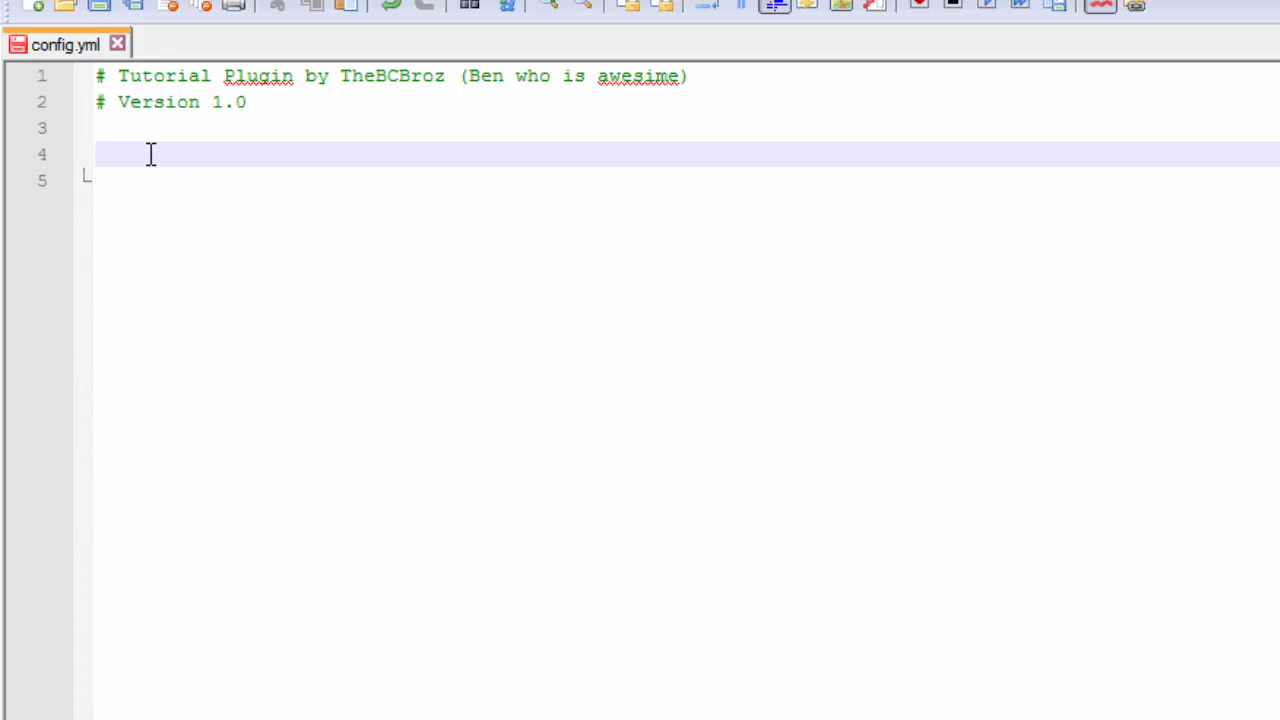 config.yml
1 # Tutorial Plugin by TheBCBroz (Ben who is awesime)
2 # Version 1.0
3
4
5